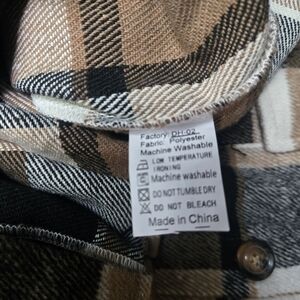 Factory: DH-02
Fabric: Polyester
Machine Washable
LOW TEMPERATURE
IRONING
Machine washable
DO NOT TUMBLE DRY
DO NOT BLEACH
Made in China